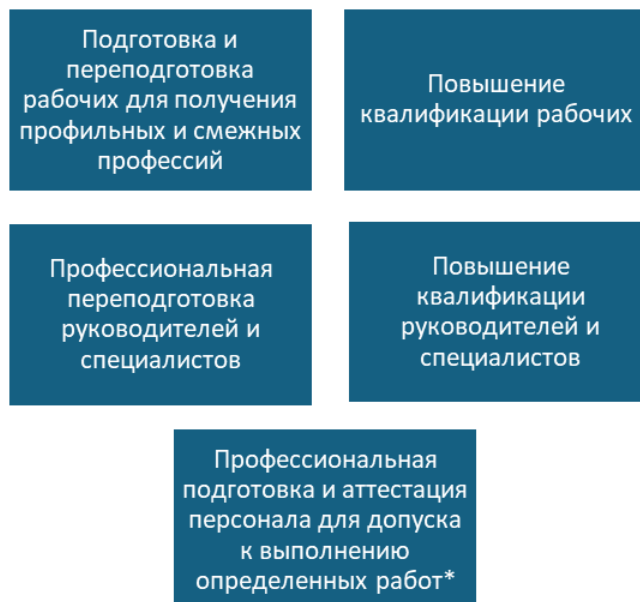 Подготовка и
переподготовка
рабочих для получения
профильных и смежных
профессий
Повышение
квалификации рабочих
Профессиональная
переподготовка
руководителей и
специалистов
Повышение
квалификации
руководителей и
специалистов
Профессиональная
подготовка и аттестация
персонала для допуска
к выполнению
определенных работ*